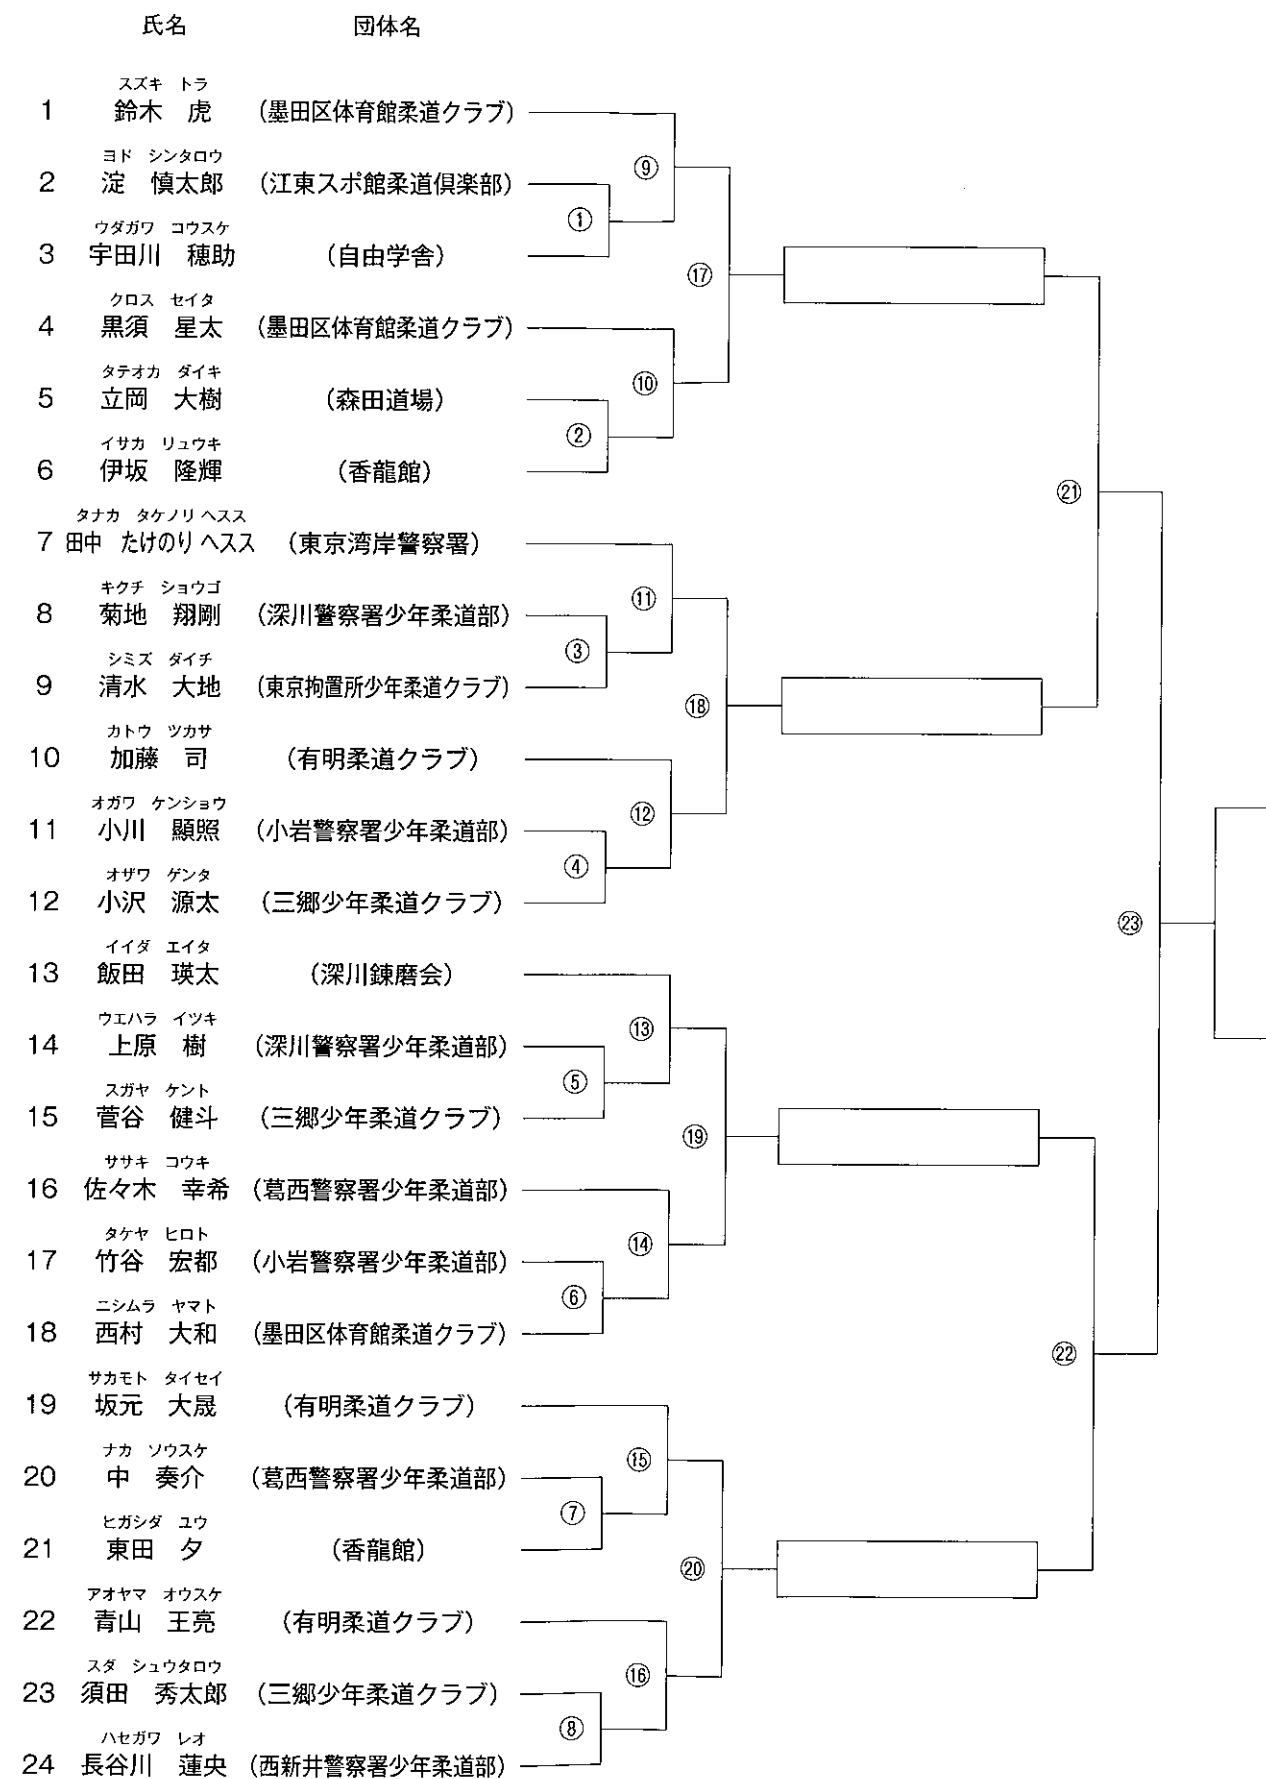 氏名 団体名
スズキ トラ
1 鈴木 虎 (墨田区体育館柔道クラブ)
⑨
ヨド シンタロウ
2 淀 慎太郎 (江東スポ館柔道倶楽部)
①
ウダガワ コウスケ
3 宇田川 穂助 (自由学舎)
⑰
クロス セイタ
4 黒須 星太 (墨田区体育館柔道クラブ)
⑩
タテオカ ダイキ
5 立岡 大樹 (森田道場)
②
イサカ リュウキ
6 伊坂 隆輝 (香龍館)
㉑
タナカ タケノリ ヘスス
7 田中 たけのり ヘスス (東京湾岸警察署)
⑪
キクチ ショウゴ
8 菊地 翔剛 (深川警察署少年柔道部)
③
シミズ ダイチ
9 清水 大地 (東京拘置所少年柔道クラブ)
⑱
カトウ ツカサ
10 加藤 司 (有明柔道クラブ)
⑫
オガワ ケンショウ
11 小川 顯照 (小岩警察署少年柔道部)
④
オザワ ゲンタ
12 小沢 源太 (三郷少年柔道クラブ)
㉓
イイダ エイタ
13 飯田 瑛太 (深川錬磨会)
⑬
ウエハラ イツキ
14 上原 樹 (深川警察署少年柔道部)
⑤
スガヤ ケント
15 菅谷 健斗 (三郷少年柔道クラブ)
⑲
ササキ コウキ
16 佐々木 幸希 (葛西警察署少年柔道部)
⑭
タケヤ ヒロト
17 竹谷 宏都 (小岩警察署少年柔道部)
⑥
ニシムラ ヤマト
18 西村 大和 (墨田区体育館柔道クラブ)
㉒
サカモト タイセイ
19 坂元 大晟 (有明柔道クラブ)
⑮
ナカ ソウスケ
20 中 奏介 (葛西警察署少年柔道部)
⑦
ヒガシダ ユウ
21 東田 夕 (香龍館)
⑳
アオヤマ オウスケ
22 青山 王亮 (有明柔道クラブ)
⑯
スダ シュウタロウ
23 須田 秀太郎 (三郷少年柔道クラブ)
⑧
ハセガワ レオ
24 長谷川 蓮央 (西新井警察署少年柔道部)